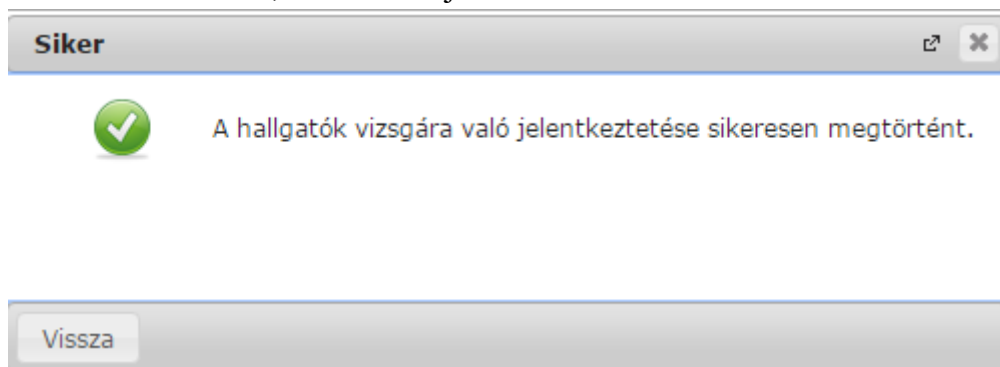 Siker
A hallgatók vizsgára való jelentkeztetése sikeresen megtörtént.
Vissza